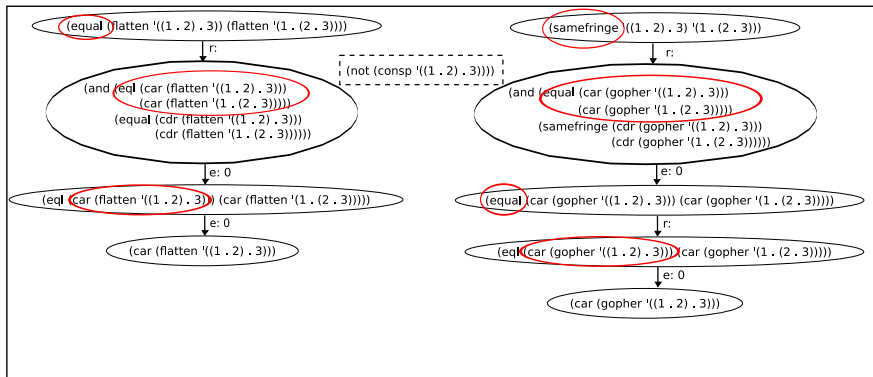 (equal (flatten '((1 . 2) . 3)) (flatten '(1 . (2 . 3))))
r:
(and (eql (car (flatten '((1 . 2) . 3)))
(car (flatten '(1 . (2 . 3)))))
(equal (cdr (flatten '((1 . 2) . 3)))
(cdr (flatten '(1 . (2 . 3))))))
e: 0
(eql (car (flatten '((1 . 2) . 3))) (car (flatten '(1 . (2 . 3)))))
e: 0
(car (flatten '((1 . 2) . 3)))
(not (consp '((1 . 2) . 3))))
(samefringe ((1 . 2) . 3) '(1 . (2 . 3)))
r:
(and (equal (car (gopher '((1 . 2) . 3)))
(car (gopher '(1 . (2 . 3)))))
(samefringe (cdr (gopher '((1 . 2) . 3)))
(cdr (gopher '(1 . (2 . 3))))))
e: 0
(equal (car (gopher '((1 . 2) . 3))) (car (gopher '(1 . (2 . 3)))))
r:
(eql (car (gopher '((1 . 2) . 3))) (car (gopher '(1 . (2 . 3)))))
e: 0
(car (gopher '((1 . 2) . 3)))